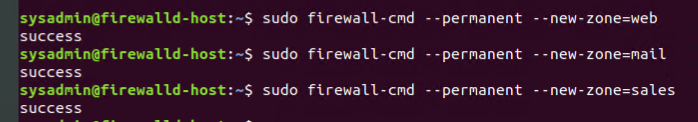 sysadmin@firewalld-host:~$ sudo firewall-cmd --permanent --new-zone=web
success
sysadmin@firewalld-host:~$ sudo firewall-cmd --permanent --new-zone=mail
success
sysadmin@firewalld-host:~$ sudo firewall-cmd --permanent --new-zone=sales
success